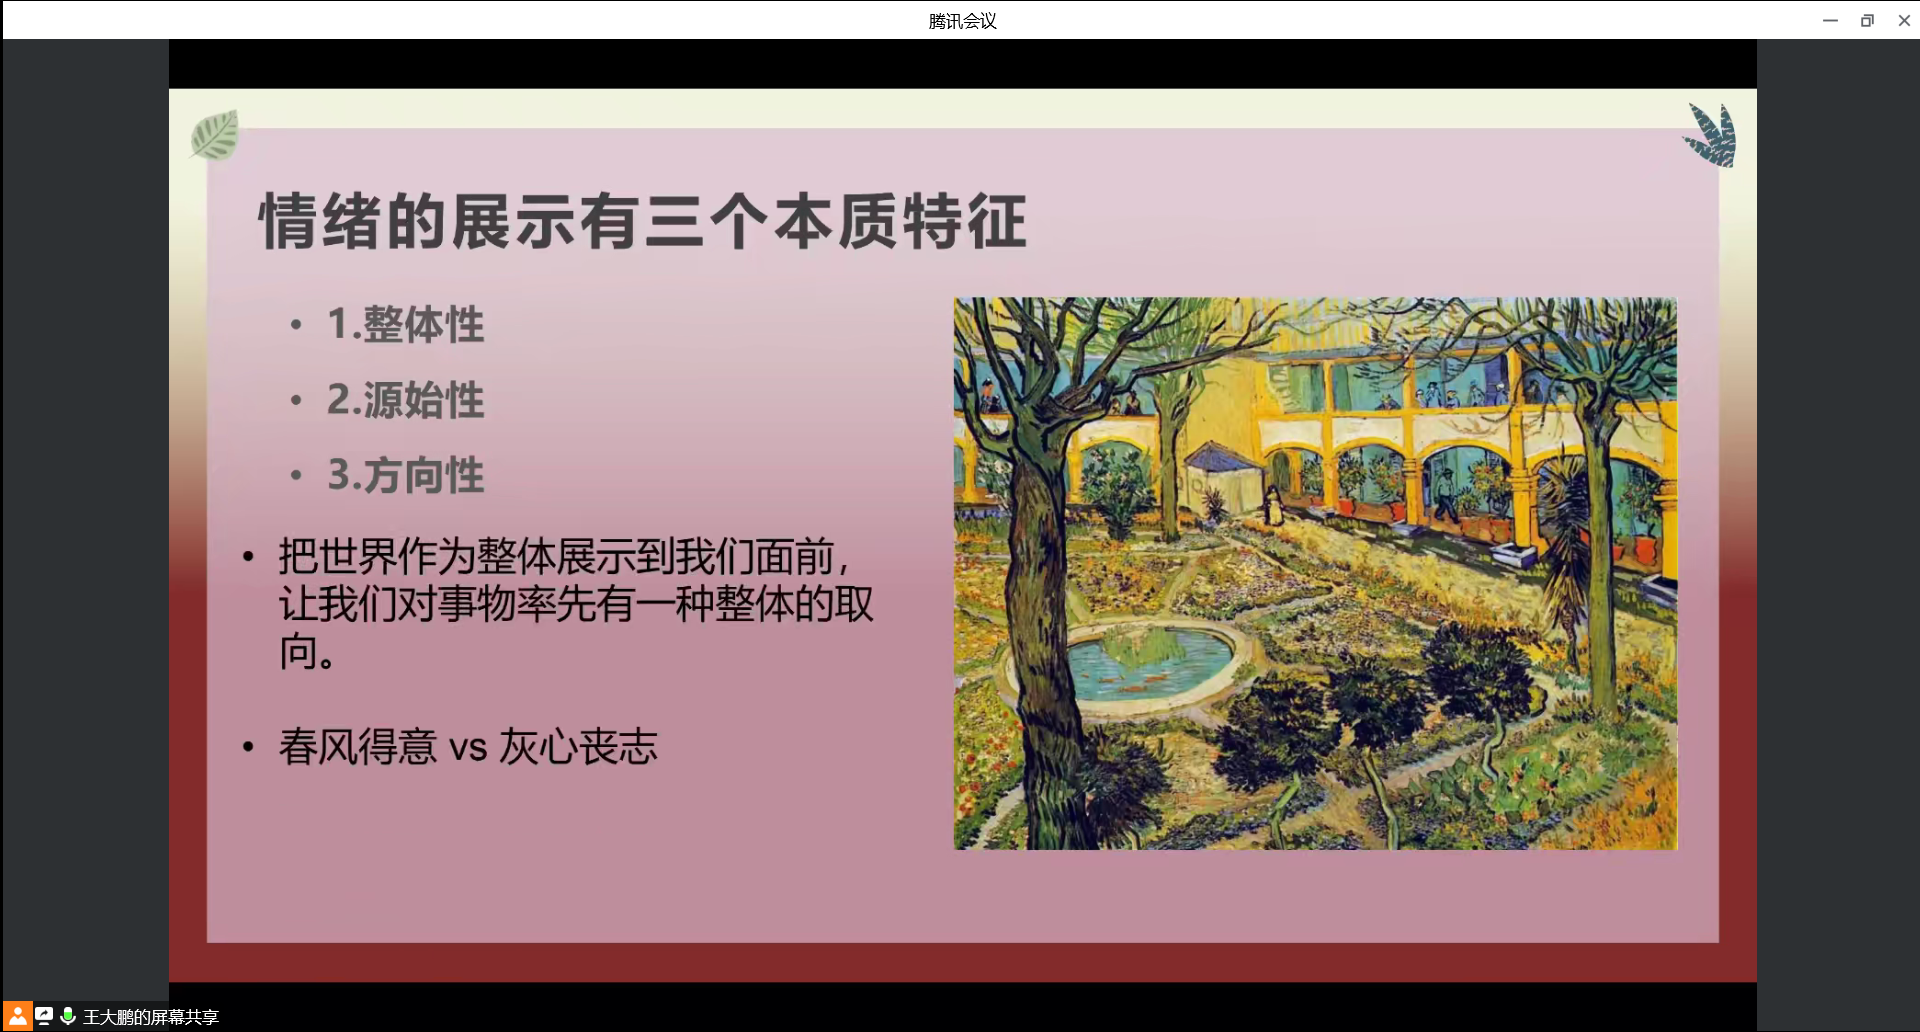 腾讯会议
情绪的展示有三个本质特征
• 1.整体性
• 2.源始性
• 3.方向性
• 把世界作为整体展示到我们面前，
让我们对事物率先有一种整体的取
向。
• 春风得意 vs 灰心丧志
王大鹏的屏幕共享